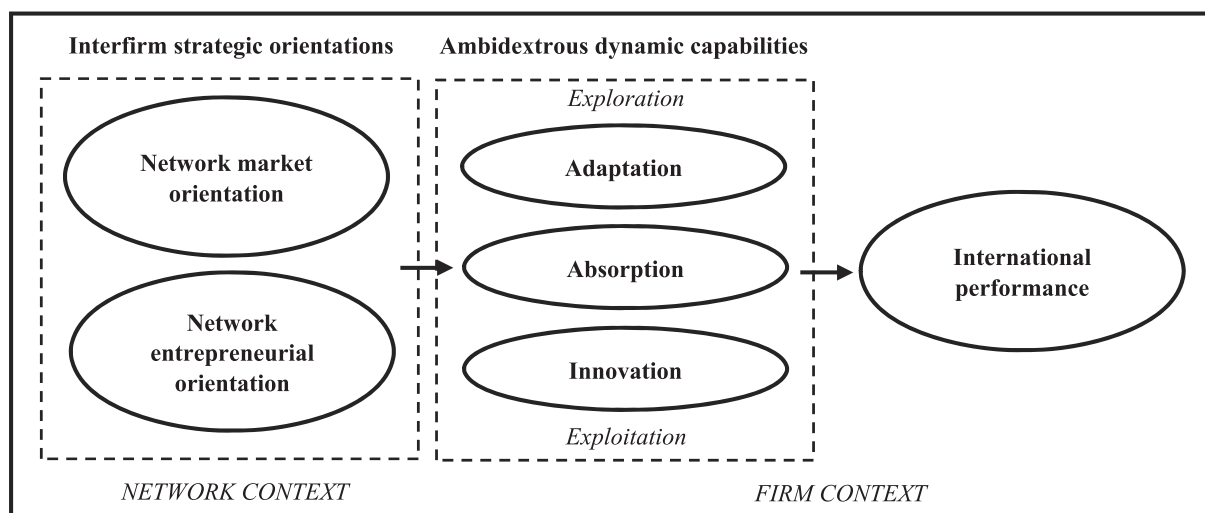 Interfirm strategic orientations
Network market
orientation
Network
entrepreneurial
orientation
NETWORK CONTEXT
Ambidextrous dynamic capabilities
Exploration
Adaptation
Absorption
Innovation
Exploitation
International
performance
FIRM CONTEXT